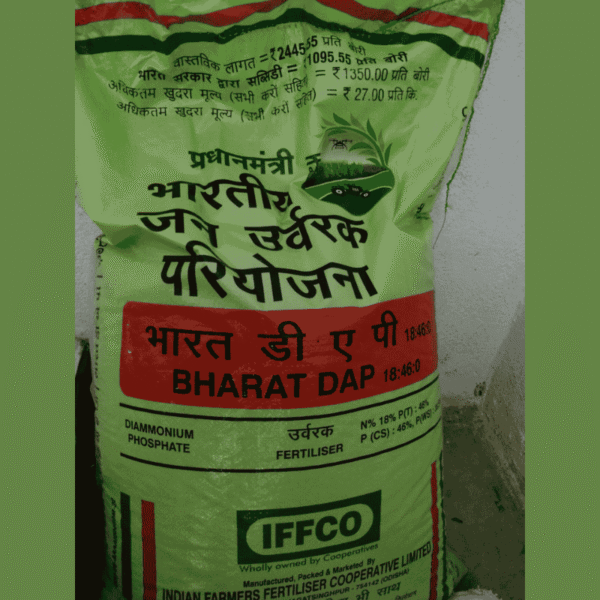 वास्तविक लागत = ₹2445.55 प्रति बोरी
भारत सरकार द्वारा सब्सिडी = ₹1095.55 प्रति बोरी
अधिकतम खुदरा मूल्य (सभी करों सहित) = ₹1350.00 प्रति बोरी
अधिकतम खुदरा मूल्य (सभी करों सहित) = ₹ 27.00 प्रति कि.
प्रधानमंत्री
भारतीय
जन उर्वरक
परियोजना
भारत डी ए पी 18:46:0
BHARAT DAP 18:46:0
DIAMMONIUM
PHOSPHATE
उर्वरक
FERTILISER
N% 18% P(T) : 46%
P (CS) : 46%, P(WS)
IFFCO
Wholly owned by Cooperatives
Manufactured, Packed & Marketed By
INDIAN FARMERS FERTILISER COOPERATIVE LIMITED